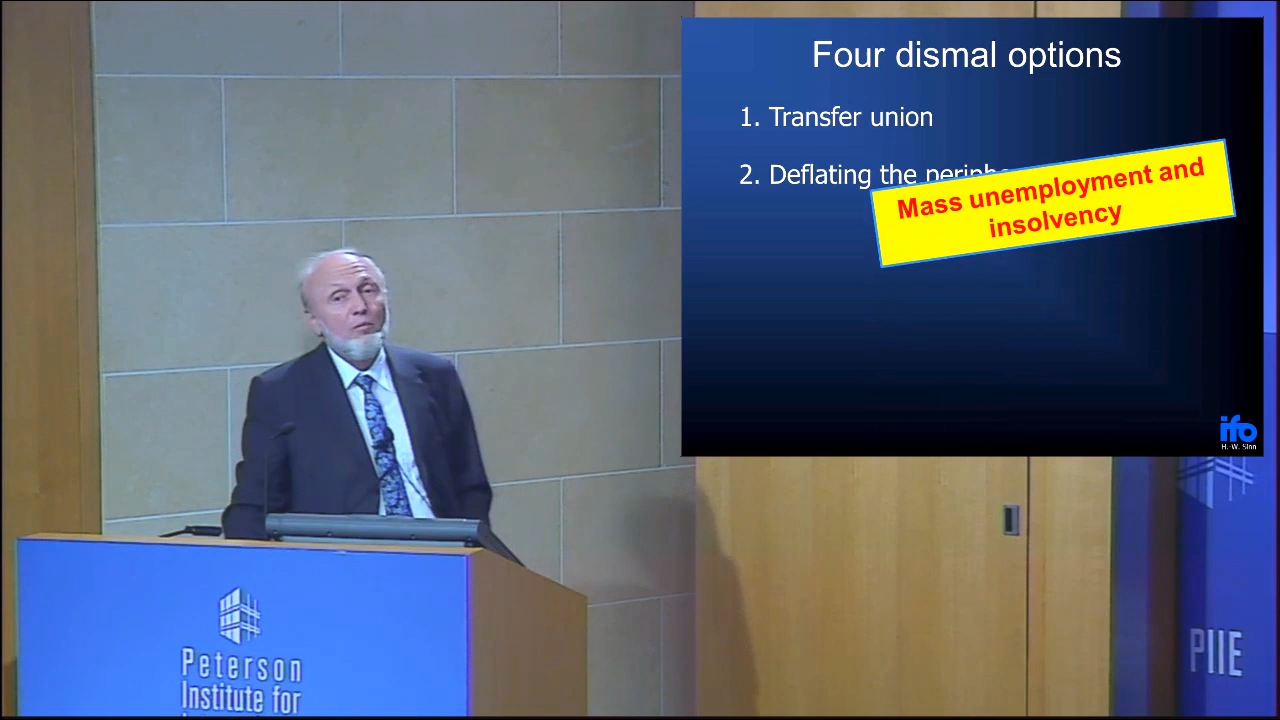 Four dismal options
1. Transfer union
2. Deflating the
Mass unemployment and
insolvency
ifo
H.-W. Sinn
Peterson
Institute for
PIIE